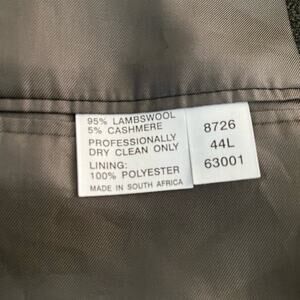 95% LAMBSWOOL
5% CASHMERE
PROFESSIONALLY
DRY CLEAN ONLY
LINING:
100% POLYESTER
MADE IN SOUTH AFRICA
8726
44L
63001